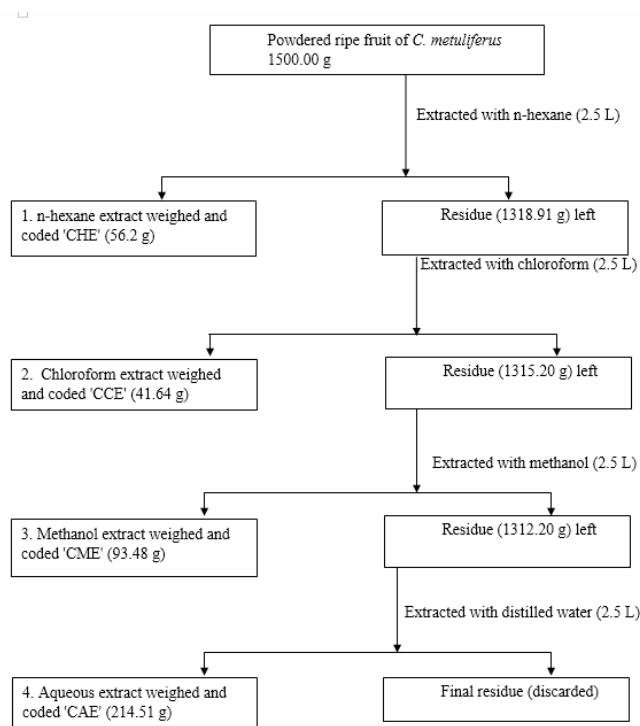 Powdered ripe fruit of C. metuliferus
1500.00 g
Extracted with n-hexane (2.5 L)
1. n-hexane extract weighed and
coded 'CHE' (56.2 g)
Residue (1318.91 g) left
Extracted with chloroform (2.5 L)
2. Chloroform extract weighed
and coded 'CCE' (41.64 g)
Residue (1315.20 g) left
Extracted with methanol (2.5 L)
3. Methanol extract weighed and
coded 'CME' (93.48 g)
Residue (1312.20 g) left
Extracted with distilled water (2.5 L)
4. Aqueous extract weighed and
coded 'CAE' (214.51 g)
Final residue (discarded)